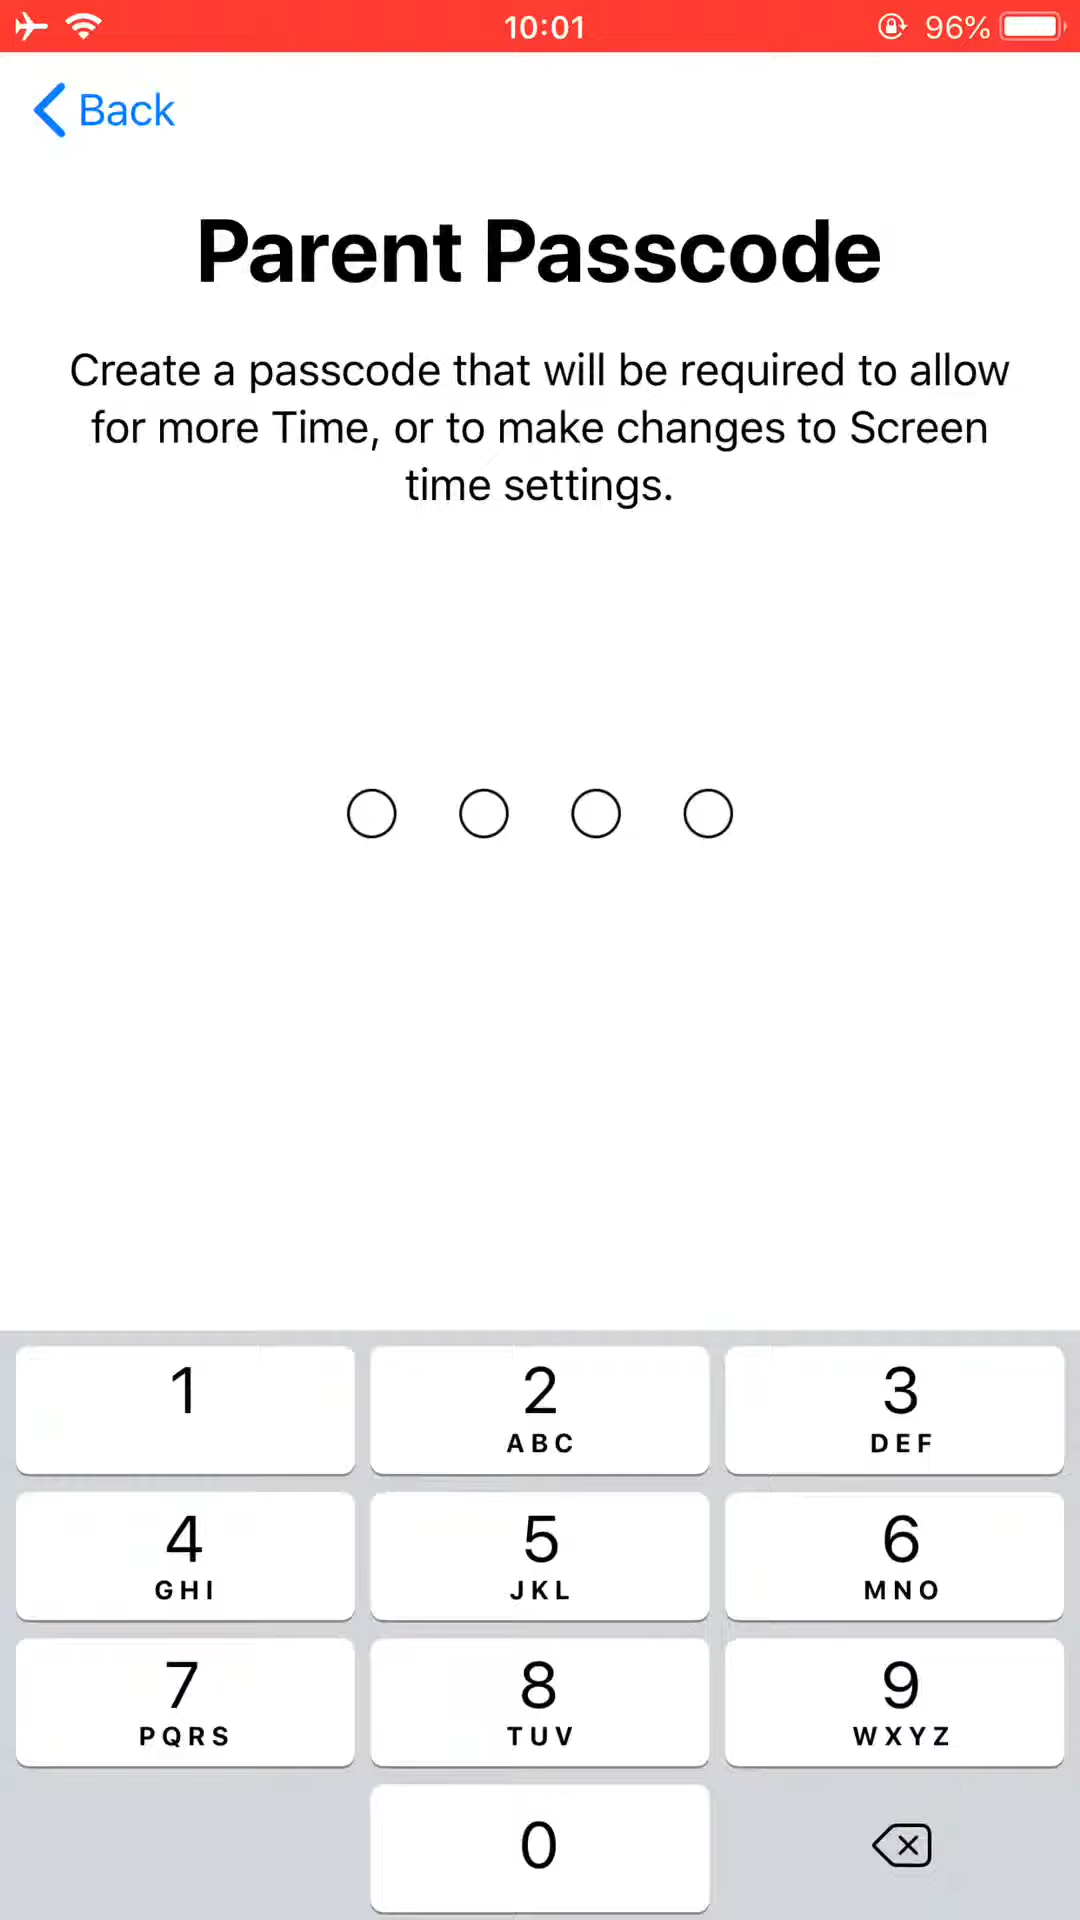 10:01
96%
Back
Parent Passcode
Create a passcode that will be required to allow
for more Time, or to make changes to Screen
time settings.
1
2
3
ABC
DEF
4
5
6
GHI
JKL
MNO
7
8
9
PQRS
TUV
WXYZ
0